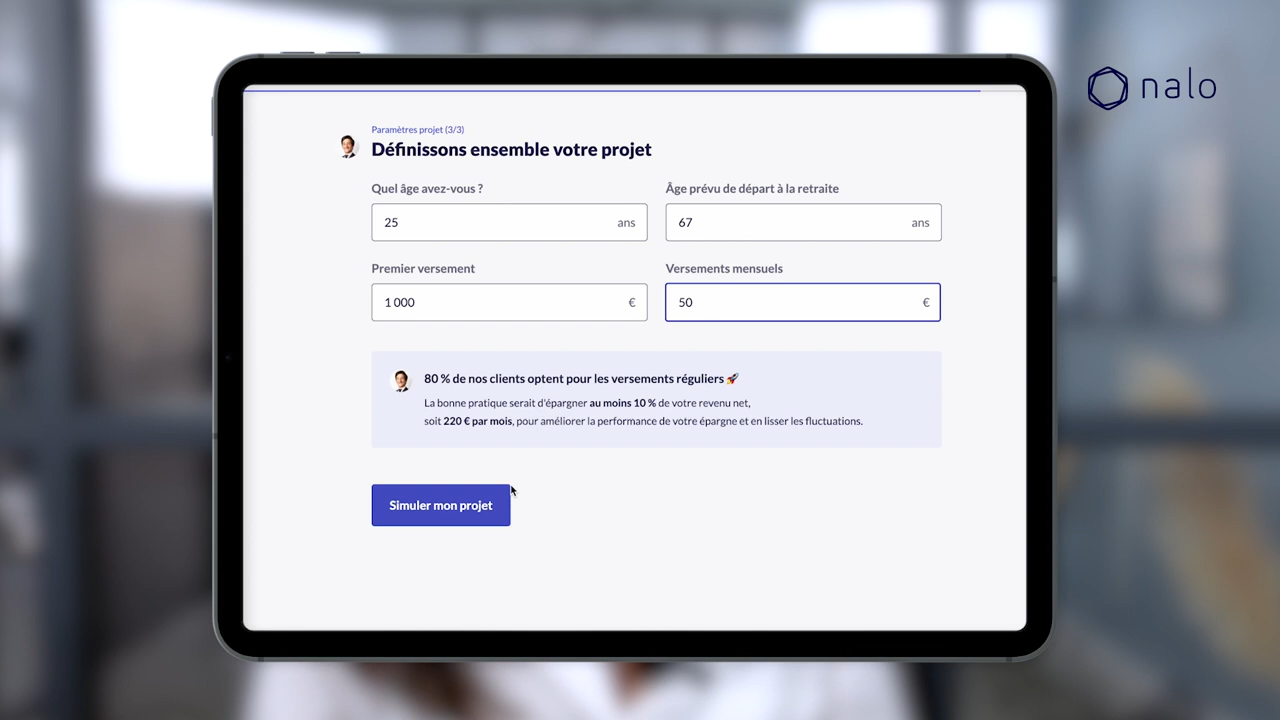 nalo
Paramètres projet (3/3)
Définissons ensemble votre projet
Quel âge avez-vous ?
Âge prévu de départ à la retraite
25 ans
67 ans
Premier versement
Versements mensuels
1 000 €
50 €
80 % de nos clients optent pour les versements réguliers 🚀
La bonne pratique serait d'épargner au moins 10 % de votre revenu net,
soit 220 € par mois, pour améliorer la performance de votre épargne et en lisser les fluctuations.
Simuler mon projet